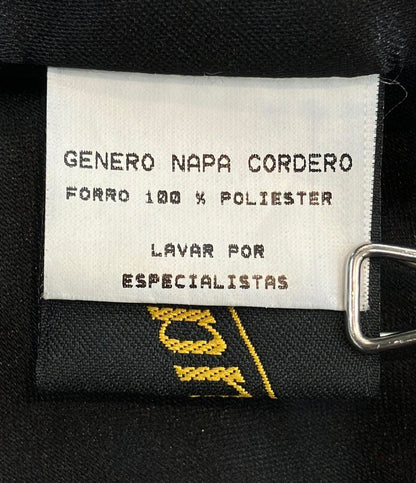 GENERO NAPA CORDERO
FORRO 100 % POLIESTER
LAVAR POR
ESPECIALISTAS